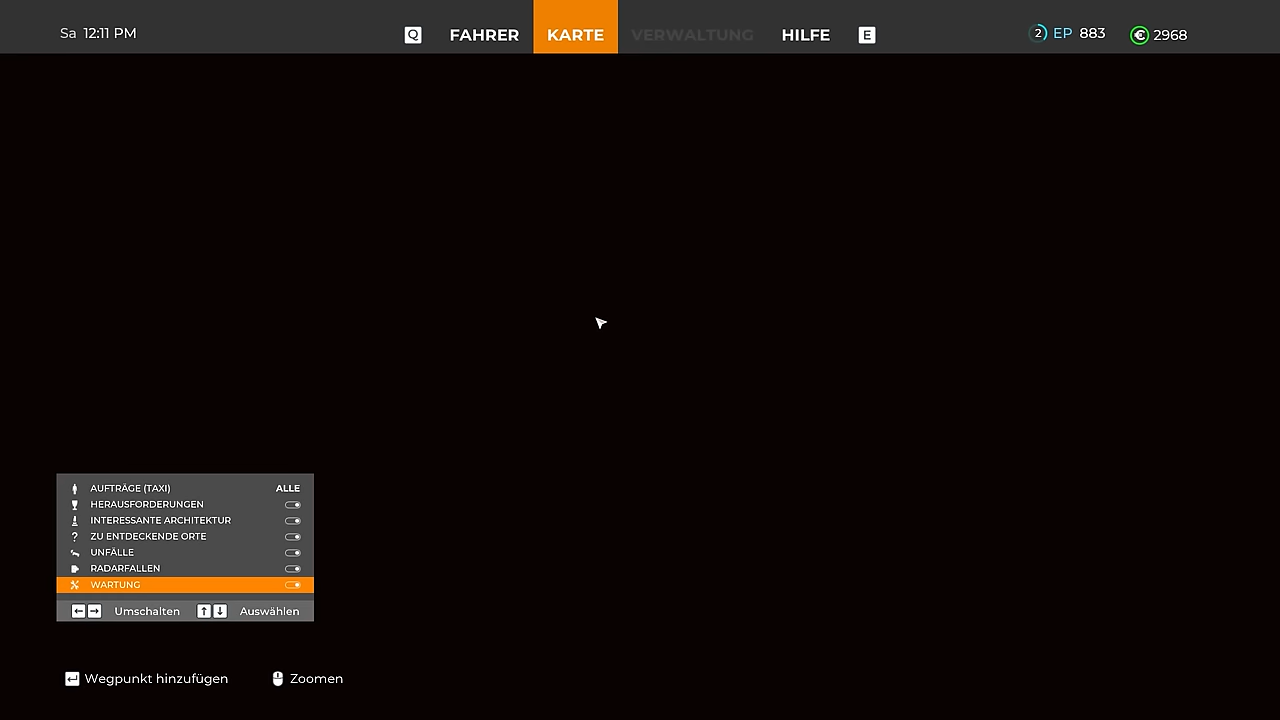 Sa 12:11 PM
Q FAHRER KARTE VERWALTUNG HILFE E
2 EP 883 € 2968
AUFTRÄGE (TAXI) ALLE
HERAUSFORDERUNGEN
INTERESSANTE ARCHITEKTUR
? ZU ENTDECKENDE ORTE
UNFÄLLE
RADARFALLEN
WARTUNG
← → Umschalten ↑ ↓ Auswählen
Wegpunkt hinzufügen Zoomen